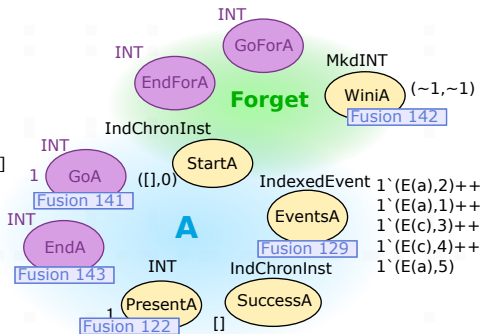 INT
GoForA
INT
EndForA
MkdINT
WiniA
(~1,~1)
Fusion 142
Forget
IndChronInst
StartA
([],0)
]
INT
1
GoA
Fusion 141
IndexedEvent
EventsA
Fusion 129
1`(E(a),2)++
1`(E(a),1)++
1`(E(c),3)++
1`(E(c),4)++
1`(E(a),5)
INT
EndA
Fusion 143
A
INT
PresentA
1
Fusion 122
IndChronInst
SuccessA
[]